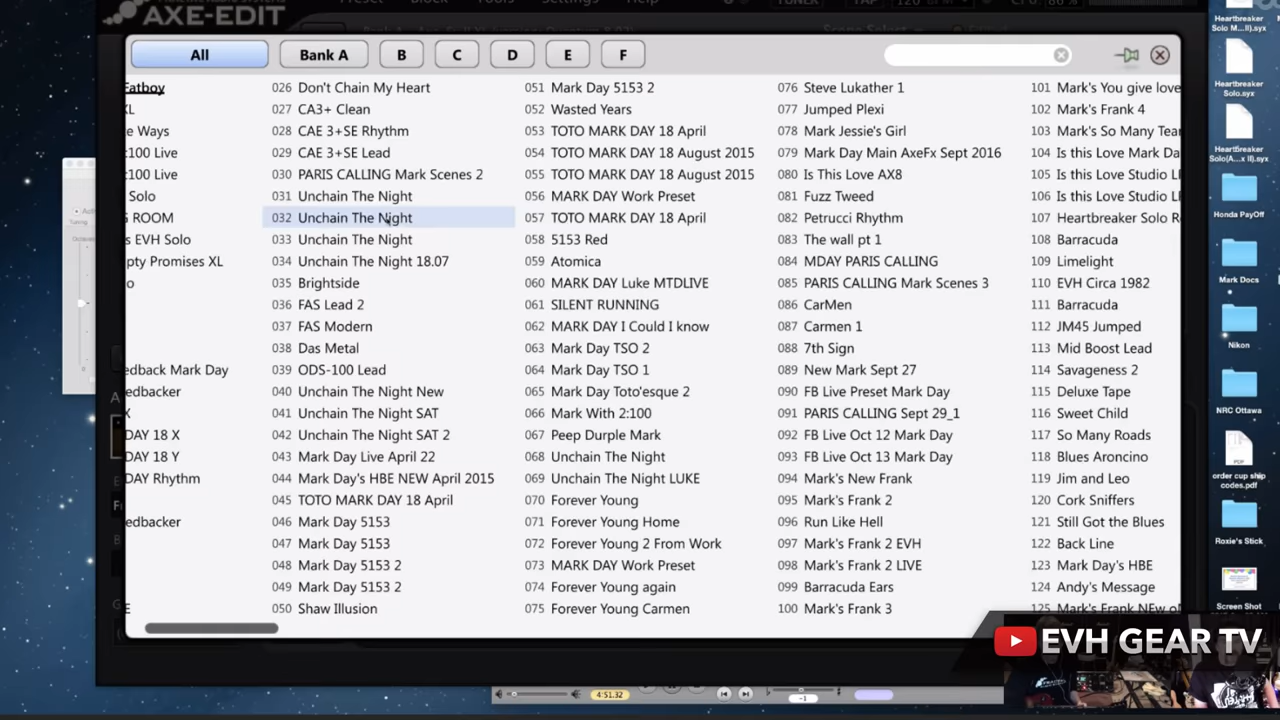 AXE-EDIT
All
Bank A
B
C
D
E
F
Fatboy
XL
e Ways
:100 Live
:100 Live
Solo
ROOM
s EVH Solo
pty Promises XL
edback Mark Day
eedbacker
X
DAY 18 X
DAY 18 Y
DAY Rhythm
eedbacker
E
026 Don't Chain My Heart
027 CA3+ Clean
028 CAE 3+SE Rhythm
029 CAE 3+SE Lead
030 PARIS CALLING Mark Scenes 2
031 Unchain The Night
032 Unchain The Night
033 Unchain The Night
034 Unchain The Night 18.07
035 Brightside
036 FAS Lead 2
037 FAS Modern
038 Das Metal
039 ODS-100 Lead
040 Unchain The Night New
041 Unchain The Night SAT
042 Unchain The Night SAT 2
043 Mark Day Live April 22
044 Mark Day's HBE NEW April 2015
045 TOTO MARK DAY 18 April
046 Mark Day 5153
047 Mark Day 5153
048 Mark Day 5153 2
049 Mark Day 5153 2
050 Shaw Illusion
051 Mark Day 5153 2
052 Wasted Years
053 TOTO MARK DAY 18 April
054 TOTO MARK DAY 18 August 2015
055 TOTO MARK DAY 18 August 2015
056 MARK DAY Work Preset
057 TOTO MARK DAY 18 April
058 5153 Red
059 Atomica
060 MARK DAY Luke MTDLIVE
061 SILENT RUNNING
062 MARK DAY I Could I know
063 Mark Day TSO 2
064 Mark Day TSO 1
065 Mark Day Toto'esque 2
066 Mark With 2:100
067 Peep Durple Mark
068 Unchain The Night
069 Unchain The Night LUKE
070 Forever Young
071 Forever Young Home
072 Forever Young 2 From Work
073 MARK DAY Work Preset
074 Forever Young again
075 Forever Young Carmen
076 Steve Lukather 1
077 Jumped Plexi
078 Mark Jessie's Girl
079 Mark Day Main AxeFx Sept 2016
080 Is This Love AX8
081 Fuzz Tweed
082 Petrucci Rhythm
083 The wall pt 1
084 MDAY PARIS CALLING
085 PARIS CALLING Mark Scenes 3
086 CarMen
087 Carmen 1
088 7th Sign
089 New Mark Sept 27
090 FB Live Preset Mark Day
091 PARIS CALLING Sept 29_1
092 FB Live Oct 12 Mark Day
093 FB Live Oct 13 Mark Day
094 Mark's New Frank
095 Mark's Frank 2
096 Run Like Hell
097 Mark's Frank 2 EVH
098 Mark's Frank 2 LIVE
099 Barracuda Ears
100 Mark's Frank 3
101 Mark's You give love
102 Mark's Frank 4
103 Mark's So Many Tear
104 Is this Love Mark Da
105 Is this Love Studio
106 Is this Love Studio
107 Heartbreaker Solo
108 Barracuda
109 Limelight
110 EVH Circa 1982
111 Barracuda
112 JM45 Jumped
113 Mid Boost Lead
114 Savageness 2
115 Deluxe Tape
116 Sweet Child
117 So Many Roads
118 Blues Aroncino
119 Jim and Leo
120 Cork Sniffers
121 Still Got the Blues
122 Back Line
123 Mark Day's HBE
124 Andy's Message
125 Mark's Frank
Heartbreaker
Solo M...II).syx
Heartbreaker
Solo.syx
HeartBreaker
Solo(A...x II).syx
Honda PayOff
Mark Docs
Nikon
NRC Ottawa
PDF
order cup ship
codes.pdf
Roxie's Stick
Screen Shot
4:51.32
-1
EVH GEAR TV